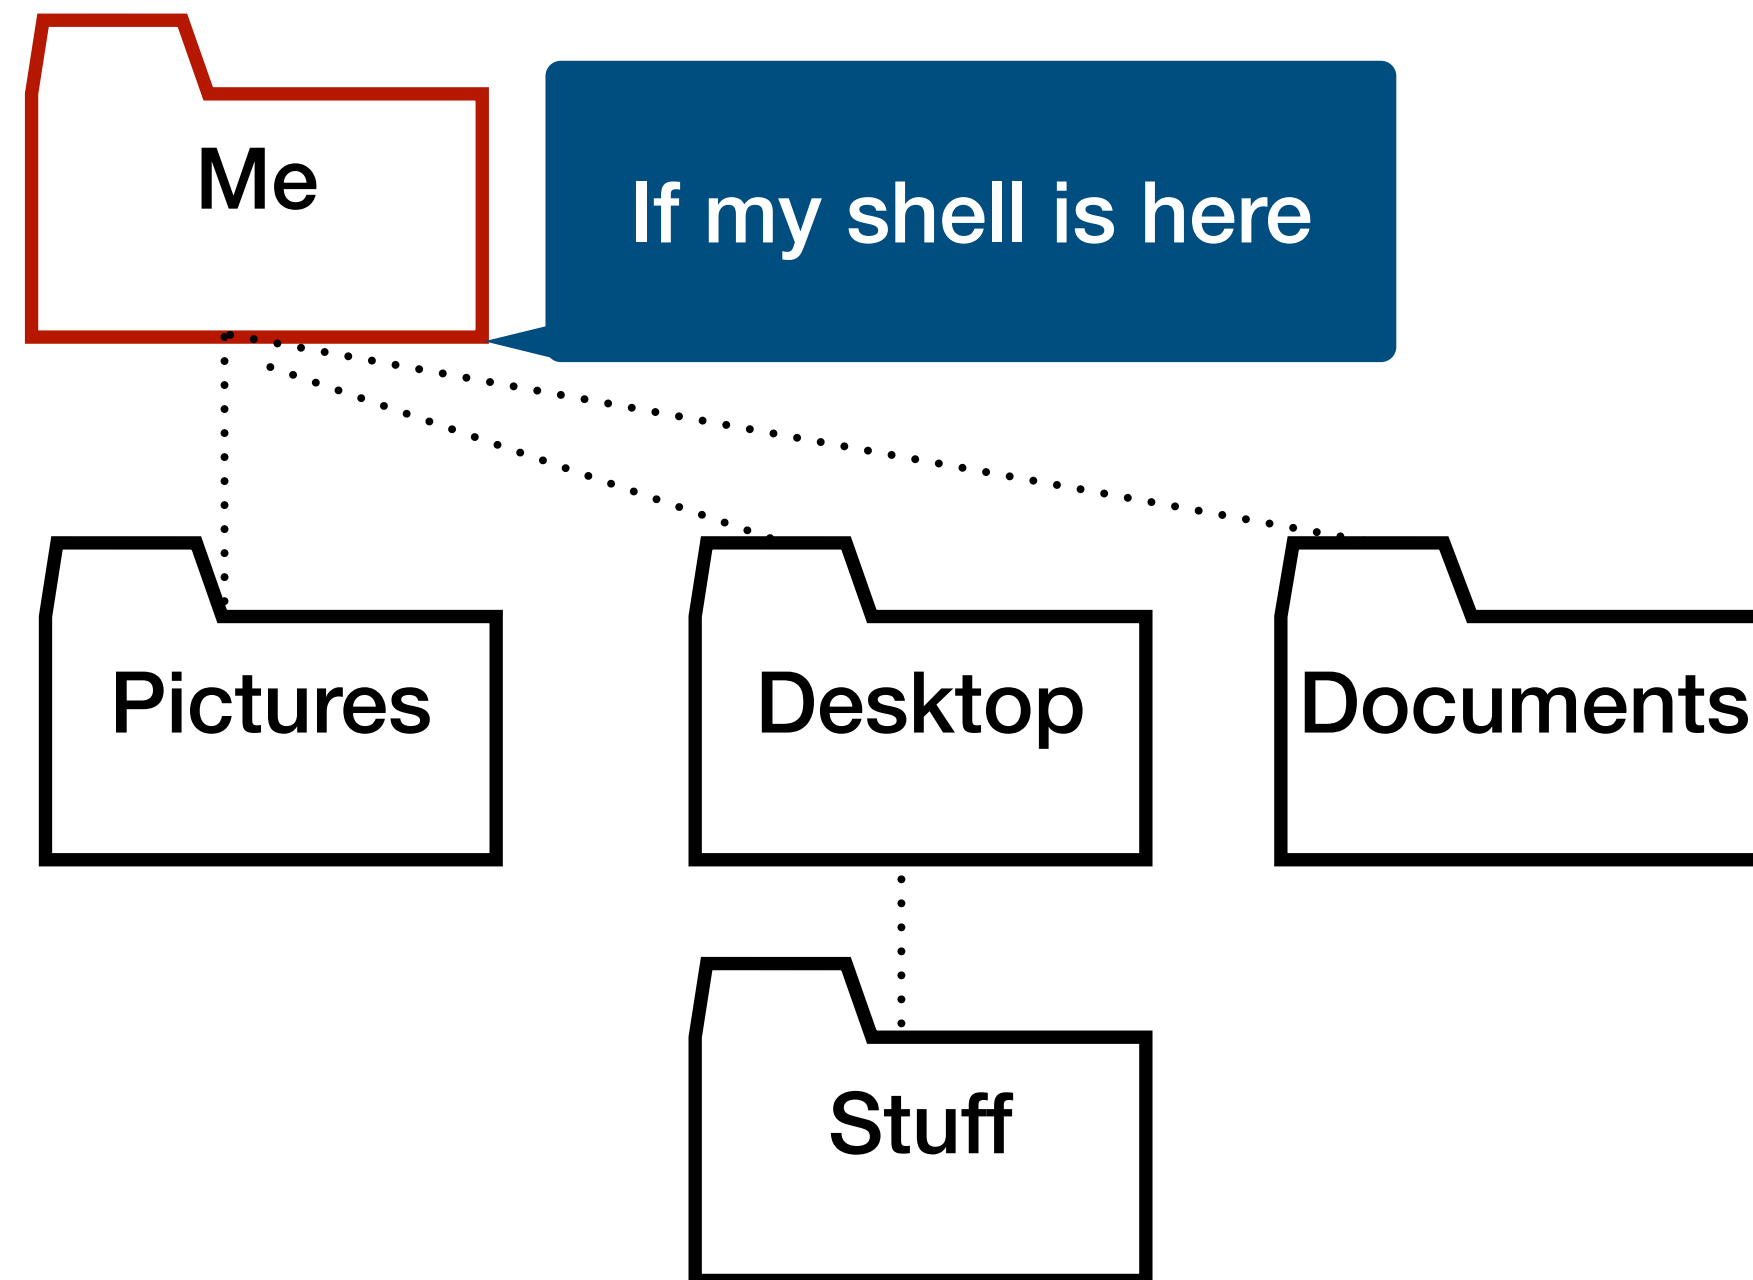 Me
If my shell is here
Pictures
Desktop
Documents
Stuff